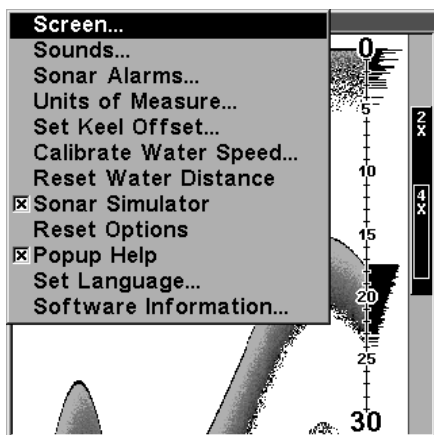 Screen...
Sounds...
Sonar Alarms...
Units of Measure...
Set Keel Offset...
Calibrate Water Speed...
Reset Water Distance
Sonar Simulator
Reset Options
Popup Help
Set Language...
Software Information...
0
5
10
15
20
25
30
2x
4x